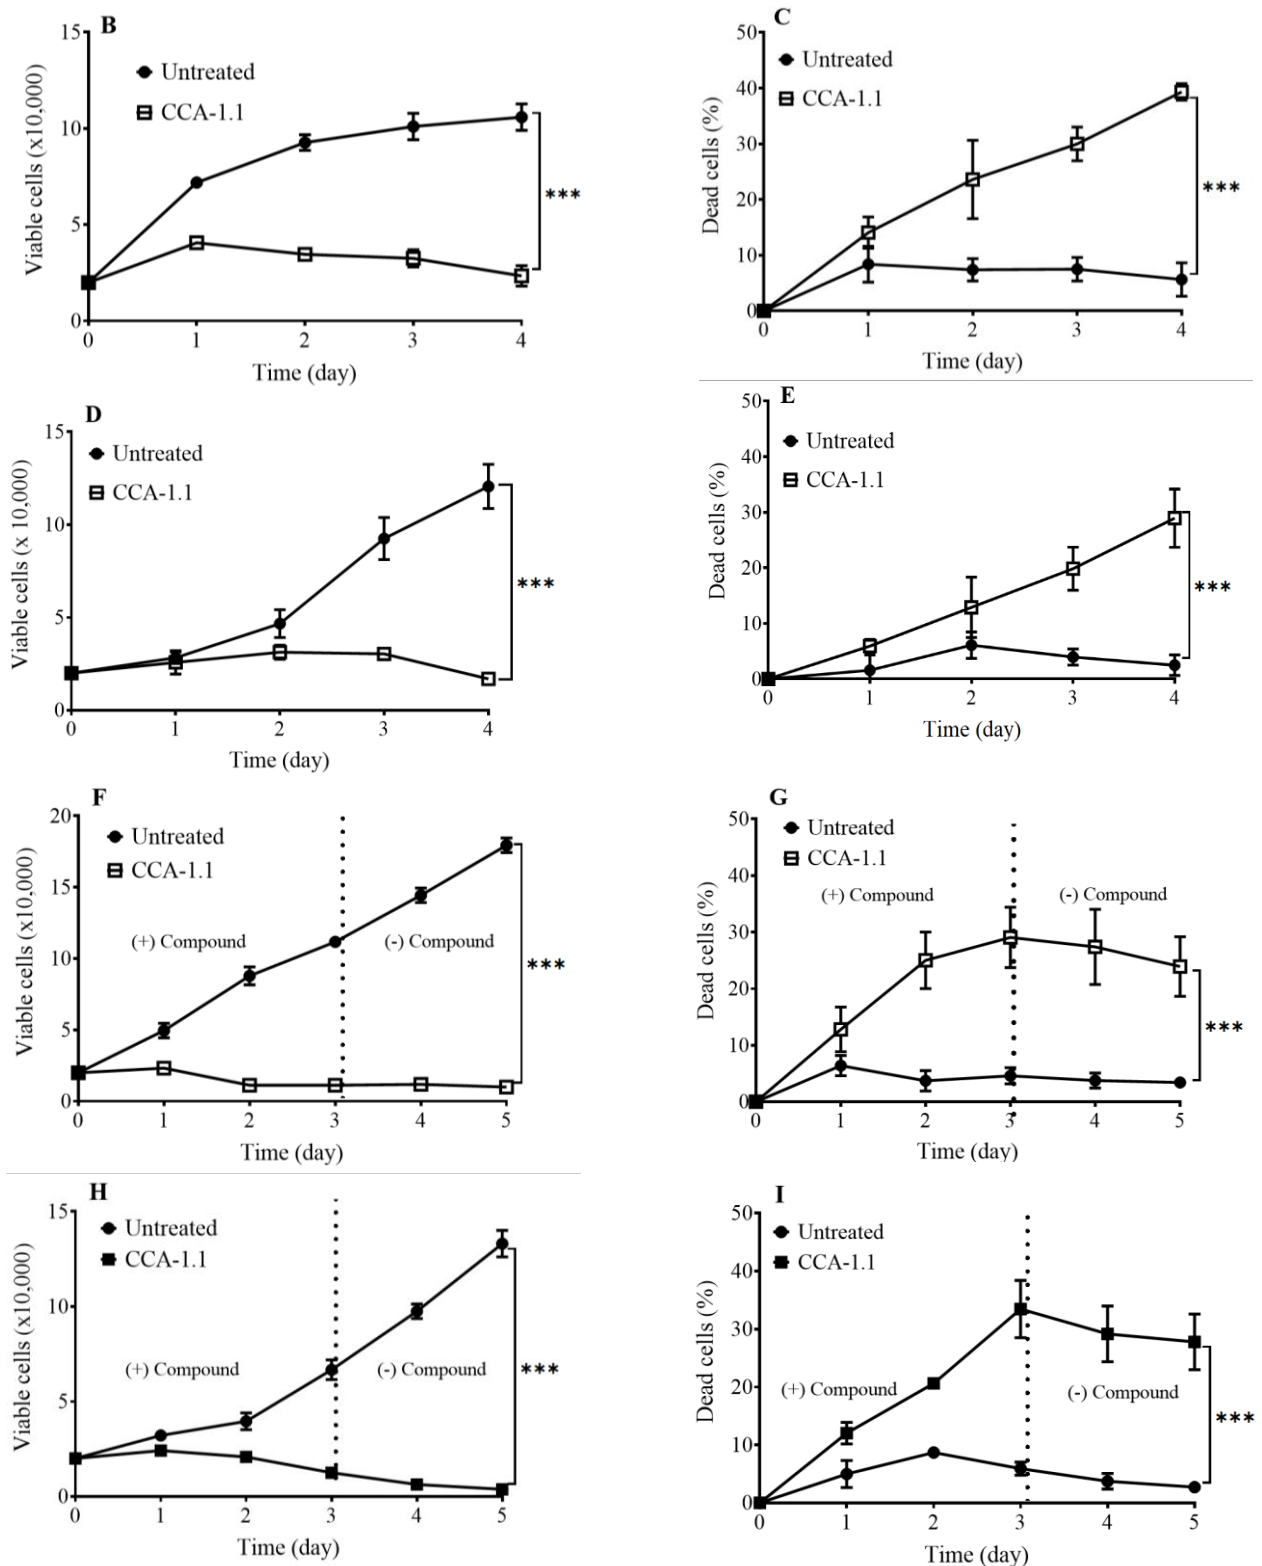 B
15
10
5
0
Viable cells (x10,000)
Untreated
CCA-1.1
***
0 1 2 3 4
Time (day)
C
50
40
30
20
10
0
Dead cells (%)
Untreated
CCA-1.1
***
0 1 2 3 4
Time (day)
D
15
10
5
0
Viable cells (x 10,000)
Untreated
CCA-1.1
***
0 1 2 3 4
Time (day)
E
50
40
30
20
10
0
Dead cells (%)
Untreated
CCA-1.1
***
0 1 2 3 4
Time (day)
F
20
15
10
5
0
Viable cells (x10,000)
Untreated
CCA-1.1
(+) Compound (-) Compound
***
0 1 2 3 4 5
Time (day)
G
50
40
30
20
10
0
Dead cells (%)
Untreated
CCA-1.1
(+) Compound (-) Compound
***
0 1 2 3 4 5
Time (day)
H
15
10
5
0
Viable cells (x10,000)
Untreated
CCA-1.1
(+) Compound (-) Compound
***
0 1 2 3 4 5
Time (day)
I
50
40
30
20
10
0
Dead cells (%)
Untreated
CCA-1.1
(+) Compound (-) Compound
***
0 1 2 3 4 5
Time (day)